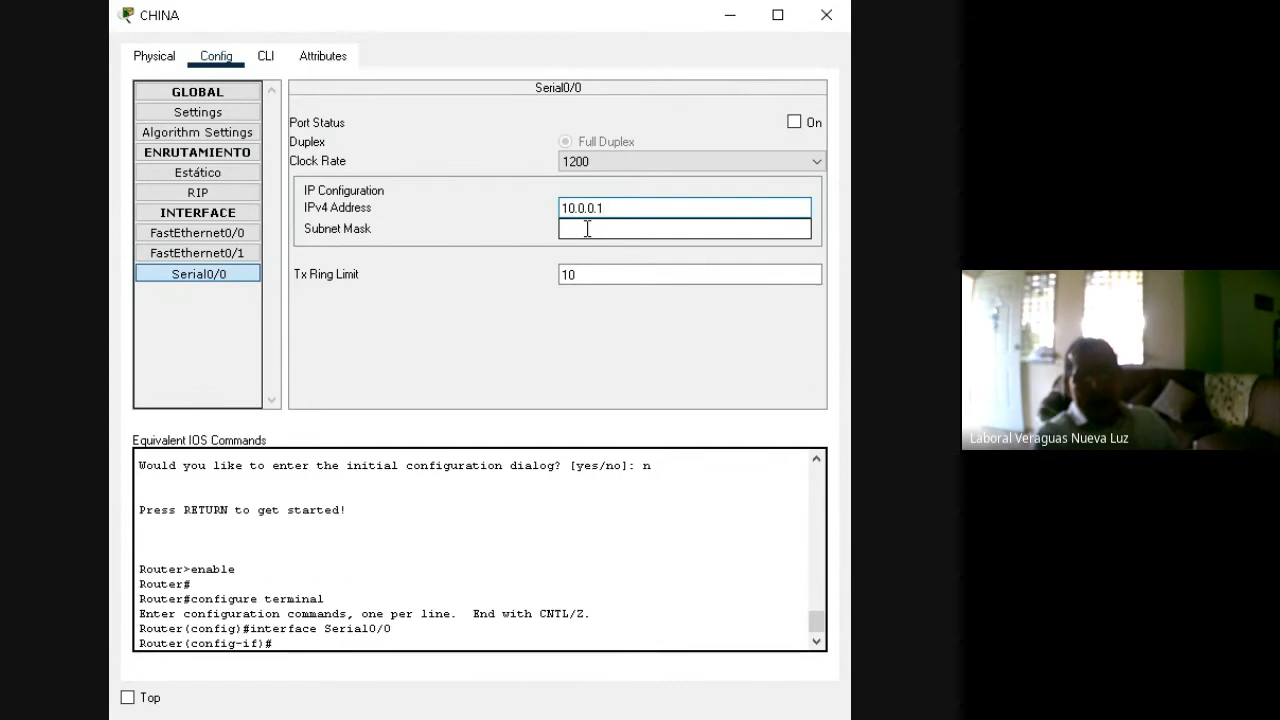 CHINA
Physical Config CLI Attributes
GLOBAL
Settings
Algorithm Settings
ENRUTAMIENTO
Estático
RIP
INTERFACE
FastEthernet0/0
FastEthernet0/1
Serial0/0
Serial0/0
Port Status On
Duplex Full Duplex
Clock Rate 1200
IP Configuration
IPv4 Address 10.0.0.1
Subnet Mask
Tx Ring Limit 10
Equivalent IOS Commands
Would you like to enter the initial configuration dialog? [yes/no]: n
Press RETURN to get started!
Router>enable
Router#
Router#configure terminal
Enter configuration commands, one per line. End with CNTL/Z.
Router(config)#interface Serial0/0
Router(config-if)#
Top
Laboral Veraguas Nueva Luz